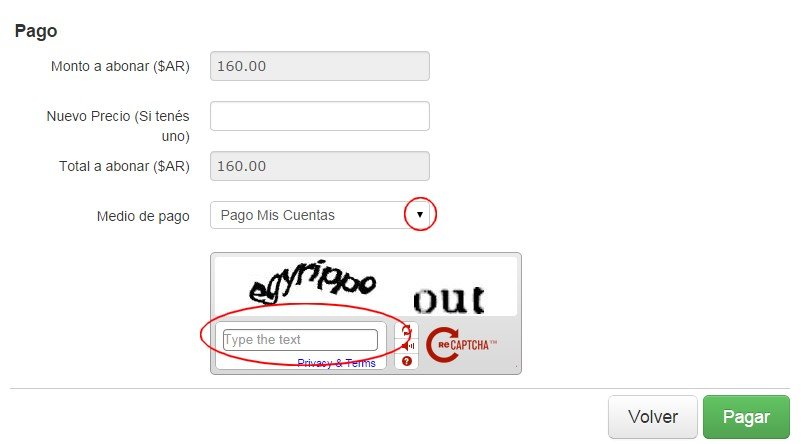 Pago
Monto a abonar ($AR) 160.00
Nuevo Precio (Si tenés
uno)
Total a abonar ($AR) 160.00
Medio de pago Pago Mis Cuentas
egyrippo out
Type the text
Privacy & Terms
reCAPTCHA™
Volver Pagar